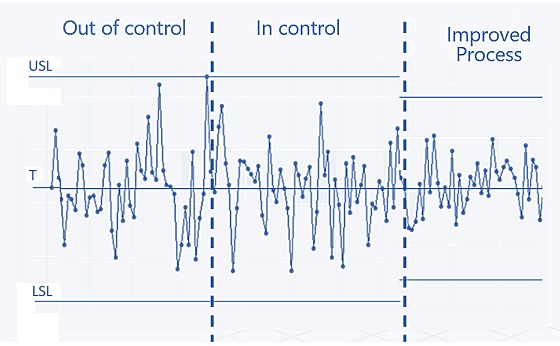 Out of control
In control
Improved
Process
USL
T
LSL